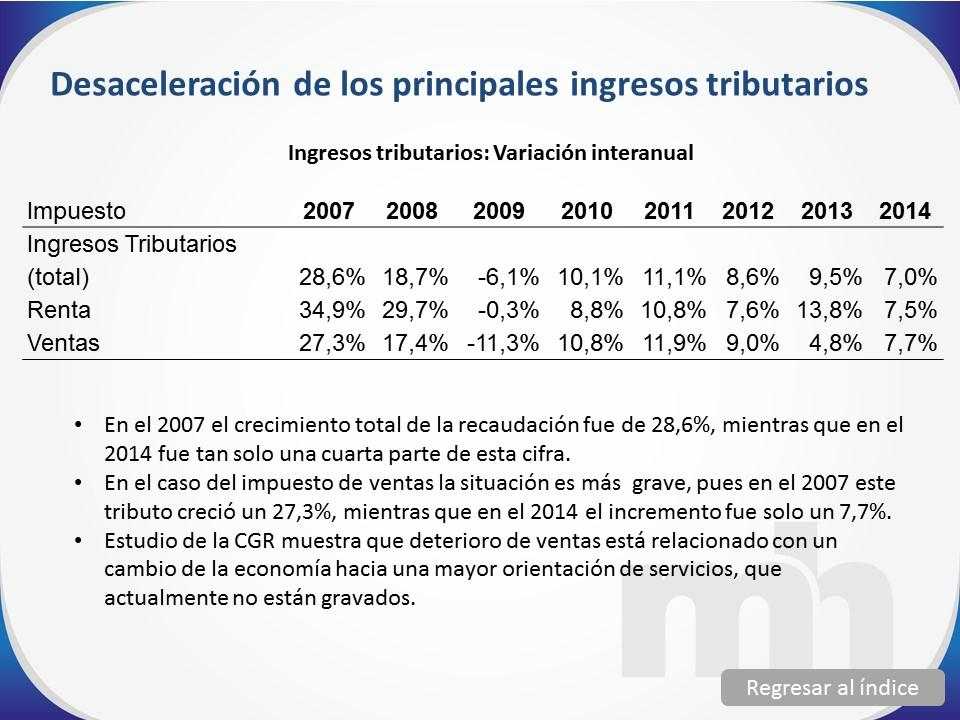 Desaceleración de los principales ingresos tributarios
Ingresos tributarios: Variación interanual
Impuesto 2007 2008 2009 2010 2011 2012 2013 2014
Ingresos Tributarios
(total) 28,6% 18,7% -6,1% 10,1% 11,1% 8,6% 9,5% 7,0%
Renta 34,9% 29,7% -0,3% 8,8% 10,8% 7,6% 13,8% 7,5%
Ventas 27,3% 17,4% -11,3% 10,8% 11,9% 9,0% 4,8% 7,7%
• En el 2007 el crecimiento total de la recaudación fue de 28,6%, mientras que en el
2014 fue tan solo una cuarta parte de esta cifra.
• En el caso del impuesto de ventas la situación es más grave, pues en el 2007 este
tributo creció un 27,3%, mientras que en el 2014 el incremento fue solo un 7,7%.
• Estudio de la CGR muestra que deterioro de ventas está relacionado con un
cambio de la economía hacia una mayor orientación de servicios, que
actualmente no están gravados.
mh
Regresar al índice